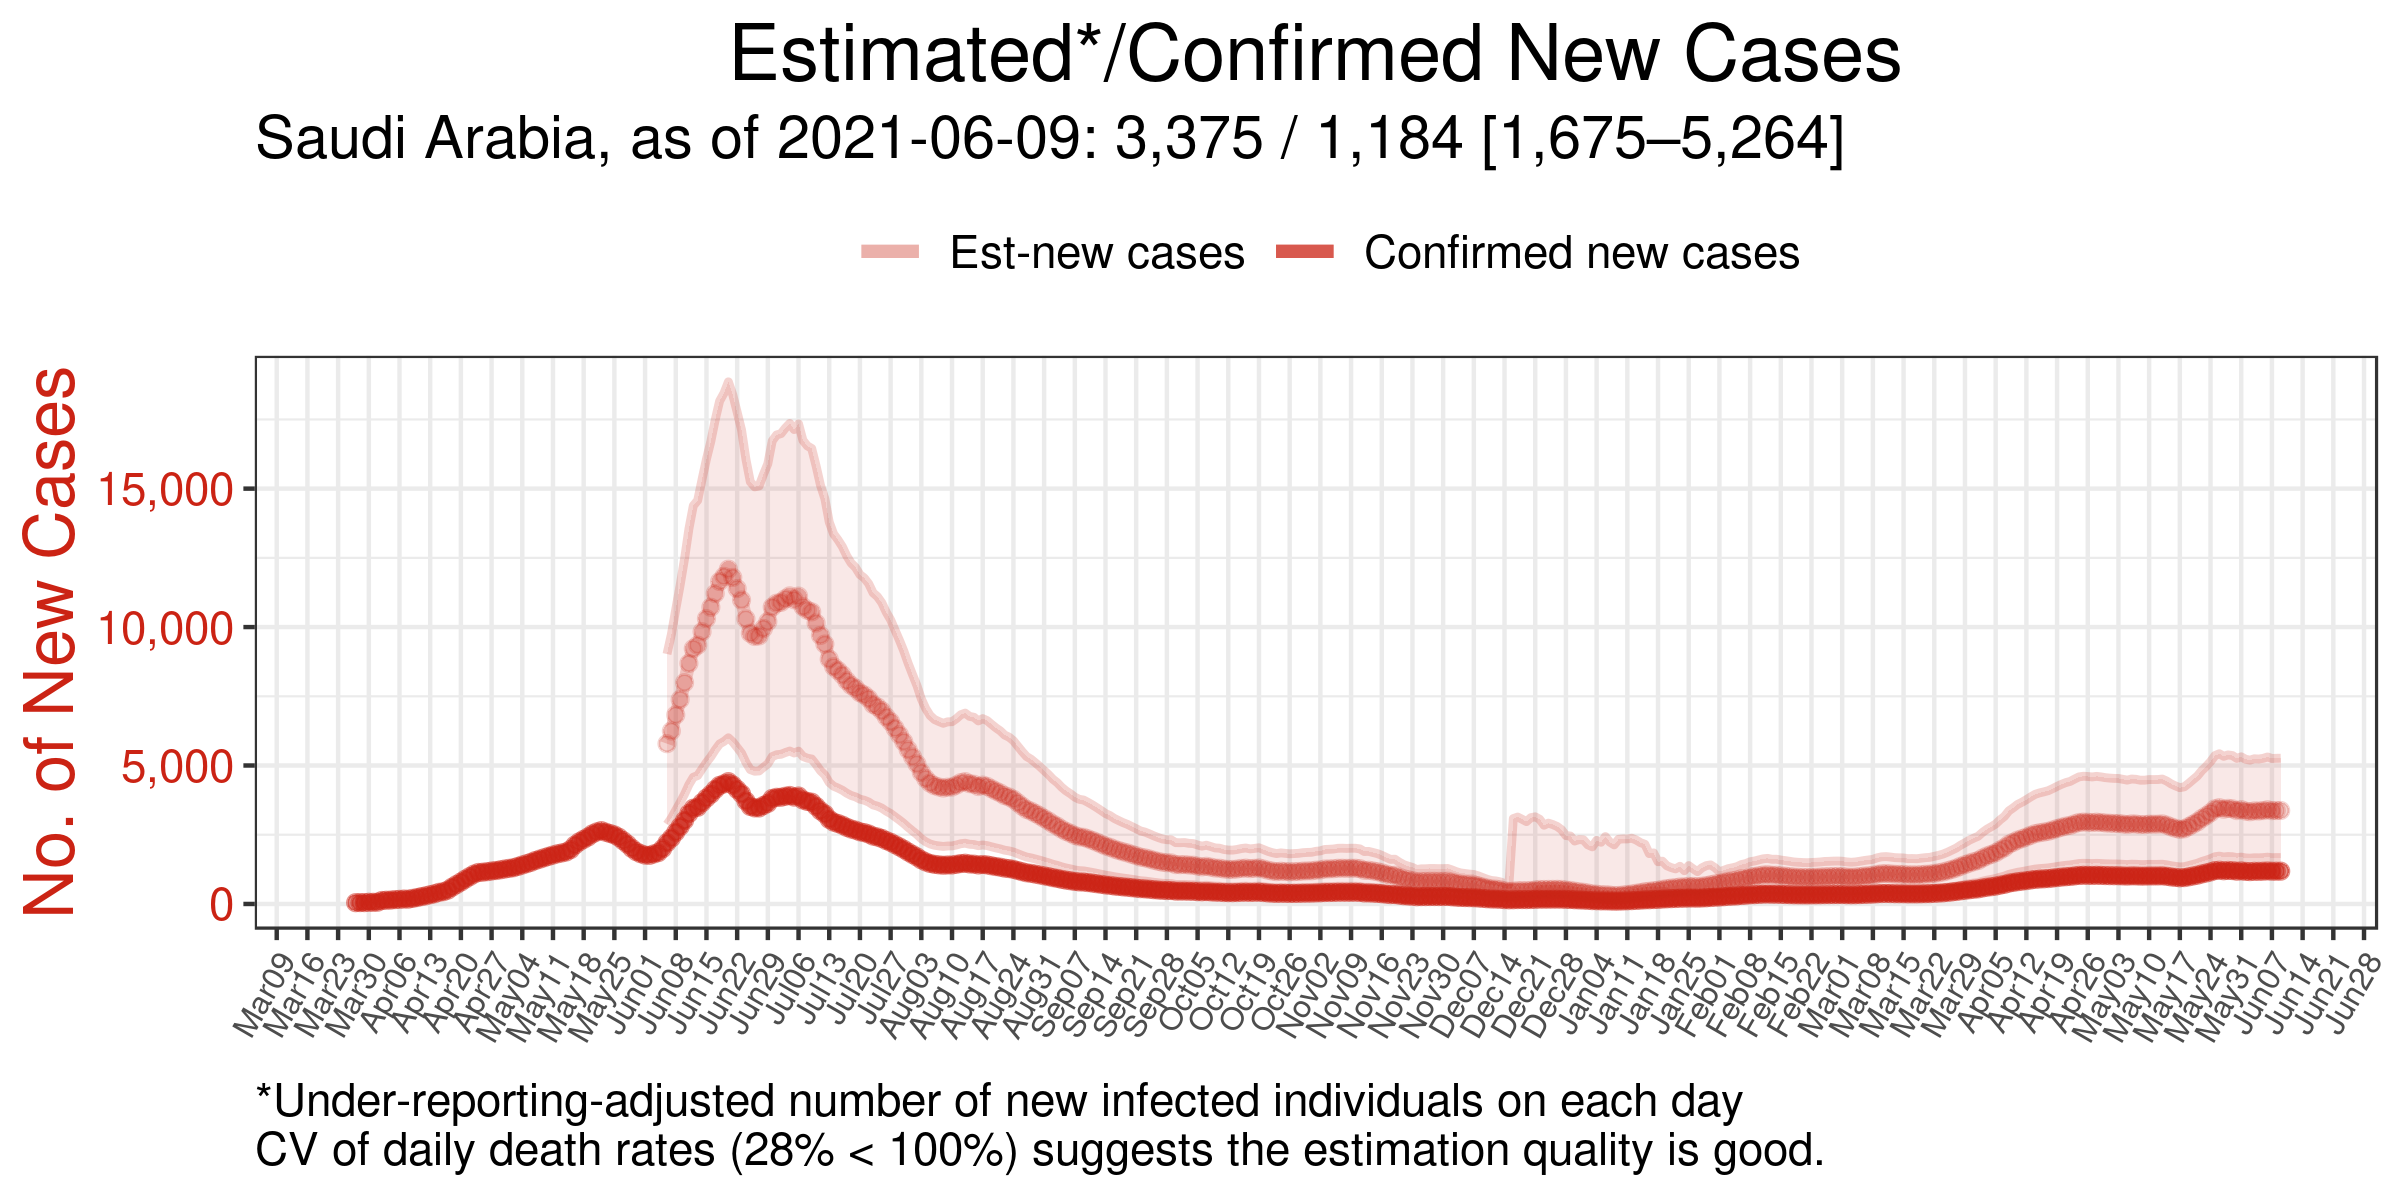 Estimated*/Confirmed New Cases
Saudi Arabia, as of 2021-06-09: 3,375 / 1,184 [1,675–5,264]
Est-new cases Confirmed new cases
No. of New Cases
15,000
10,000
5,000
0
Mar09 Mar16 Mar23 Mar30 Apr06 Apr13 Apr20 Apr27 May04 May11 May18 May25 Jun01 Jun08 Jun15 Jun22 Jun29 Jul06 Jul13 Jul20 Jul27 Aug03 Aug10 Aug17 Aug24 Aug31 Sep07 Sep14 Sep21 Sep28 Oct05 Oct12 Oct19 Oct26 Nov02 Nov09 Nov16 Nov23 Nov30 Dec07 Dec14 Dec21 Dec28 Jan04 Jan11 Jan18 Jan25 Feb01 Feb08 Feb15 Feb22 Mar01 Mar08 Mar15 Mar22 Mar29 Apr05 Apr12 Apr19 Apr26 May03 May10 May17 May24 May31 Jun07 Jun14 Jun21 Jun28
*Under-reporting-adjusted number of new infected individuals on each day
CV of daily death rates (28% < 100%) suggests the estimation quality is good.